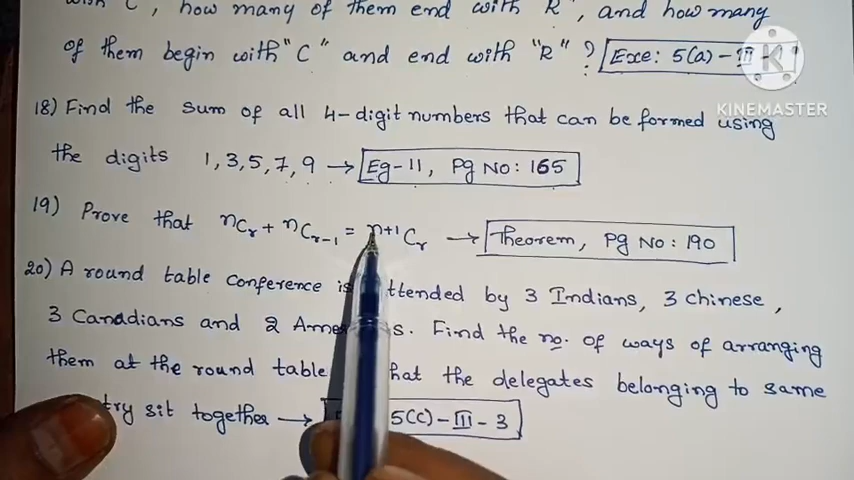 C", how many of them end with "R", and how many
of them begin with "C" and end with "R"? Exe: 5(a) - III -
KINEMASTER
18) Find the sum of all 4-digit numbers that can be formed using
the digits 1, 3, 5, 7, 9 → Eg-11, Pg No: 165
19) Prove that nCr + nCr-1 = n+1Cr → Theorem, Pg No: 190
20) A round table conference is ttended by 3 Indians, 3 Chinese,
3 Canadians and 2 Ame s. Find the no. of ways of arranging
them at the round table hat the delegates belonging to same
try sit together → 5(C) - III - 3